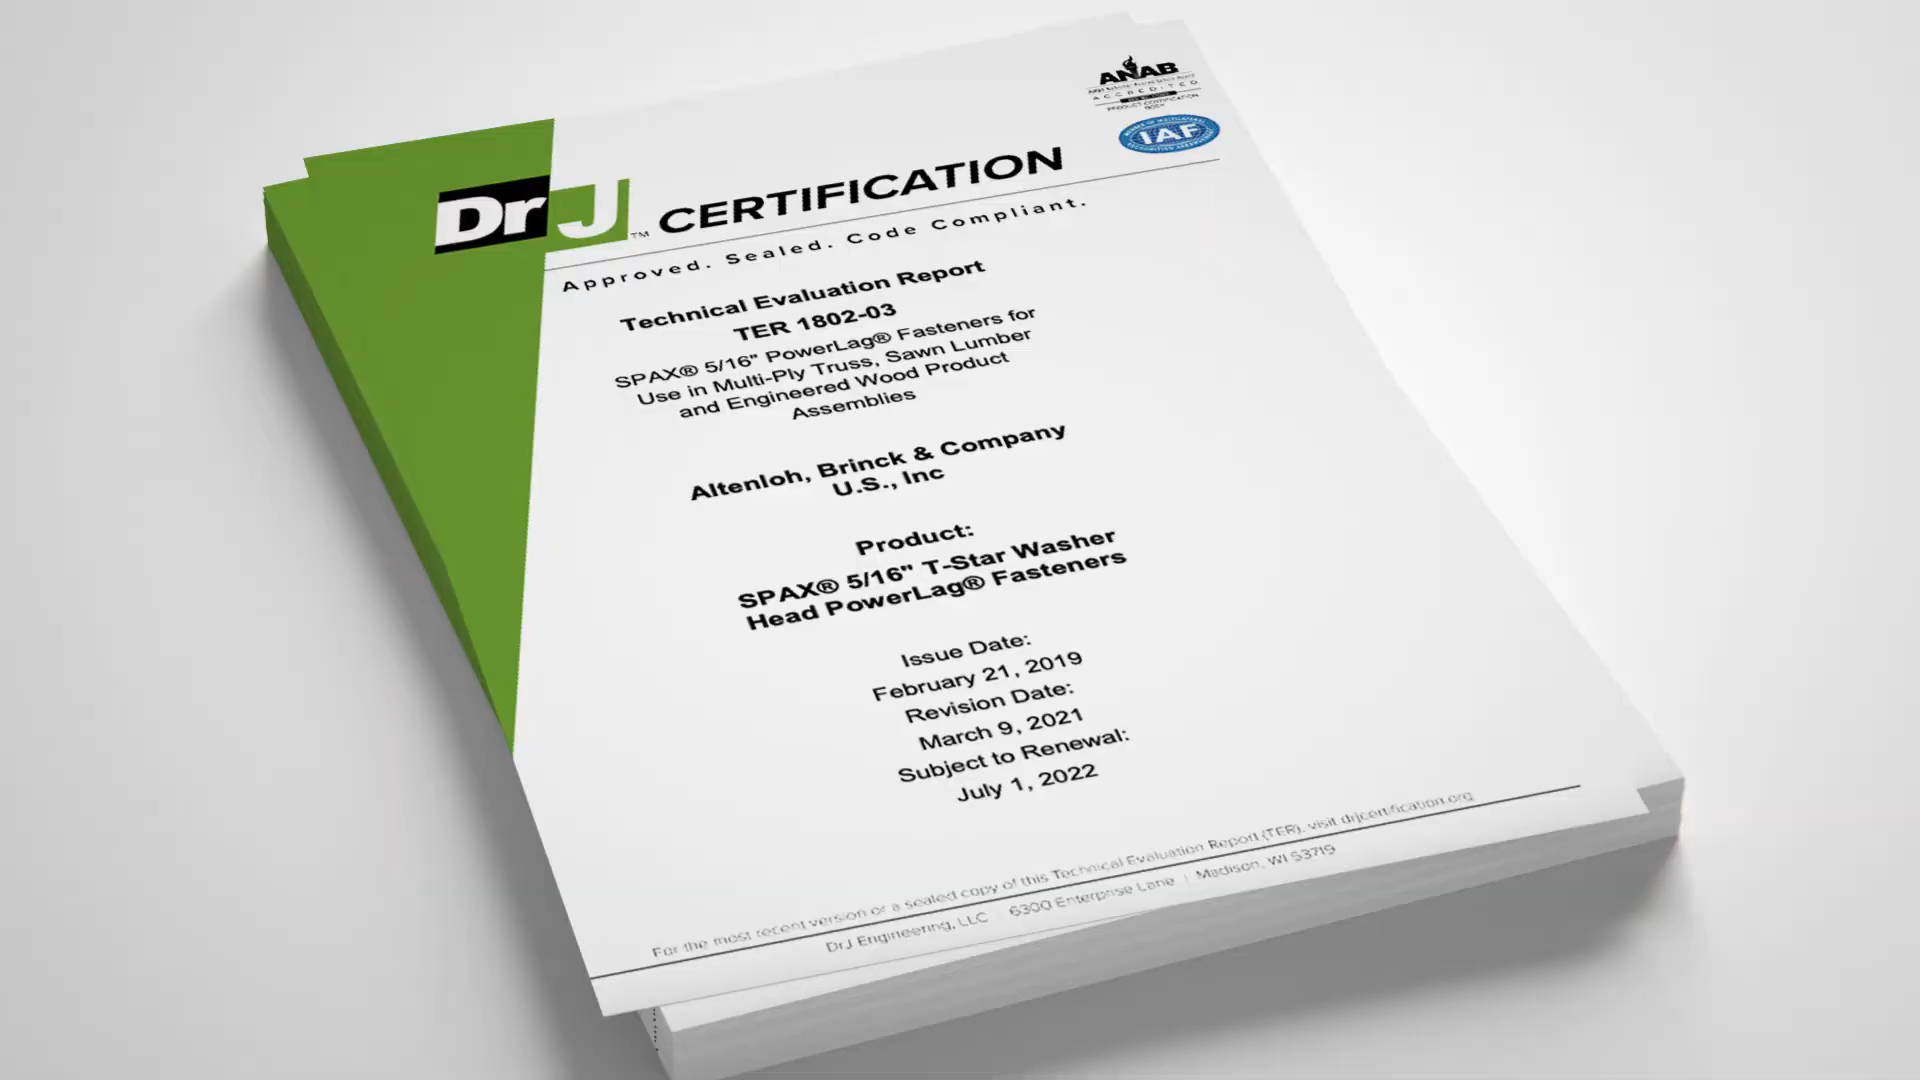 ANAB
ACCREDITED
PRODUCT CERTIFICATION
BODY
IAF
DrJ™ CERTIFICATION
Approved. Sealed. Code Compliant.
Technical Evaluation Report
TER 1802-03
SPAX® 5/16" PowerLag® Fasteners for
Use in Multi-Ply Truss, Sawn Lumber
and Engineered Wood Product
Assemblies
Altenloh, Brinck & Company
U.S., Inc
Product:
SPAX® 5/16" T-Star Washer
Head PowerLag® Fasteners
Issue Date:
February 21, 2019
Revision Date:
March 9, 2021
Subject to Renewal:
July 1, 2022
For the most recent version or a sealed copy of this Technical Evaluation Report (TER), visit drjcertification.org
DrJ Engineering, LLC 6300 Enterprise Lane | Madison, WI 53719